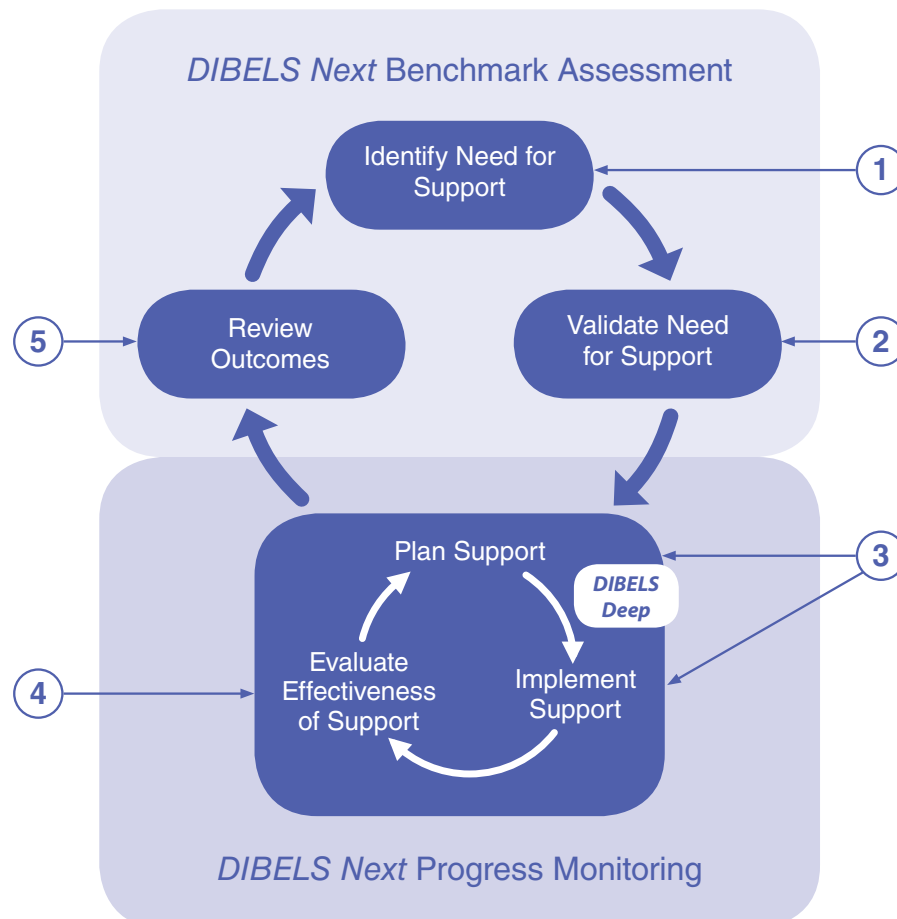 DIBELS Next Benchmark Assessment
Identify Need for
Support
1
Validate Need
for Support
2
Review
Outcomes
5
Plan Support
3
DIBELS
Deep
Implement
Support
Evaluate
Effectiveness
of Support
4
DIBELS Next Progress Monitoring